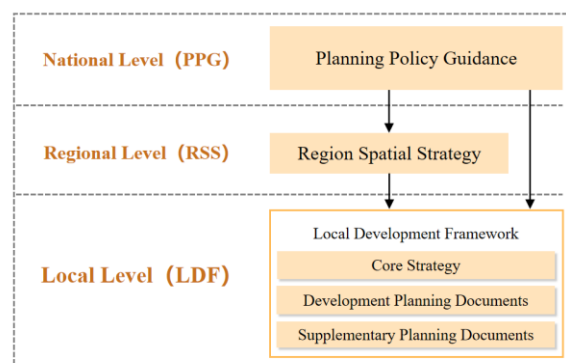 National Level（PPG）
Planning Policy Guidance
Regional Level（RSS）
Region Spatial Strategy
Local Level（LDF）
Local Development Framework
Core Strategy
Development Planning Documents
Supplementary Planning Documents